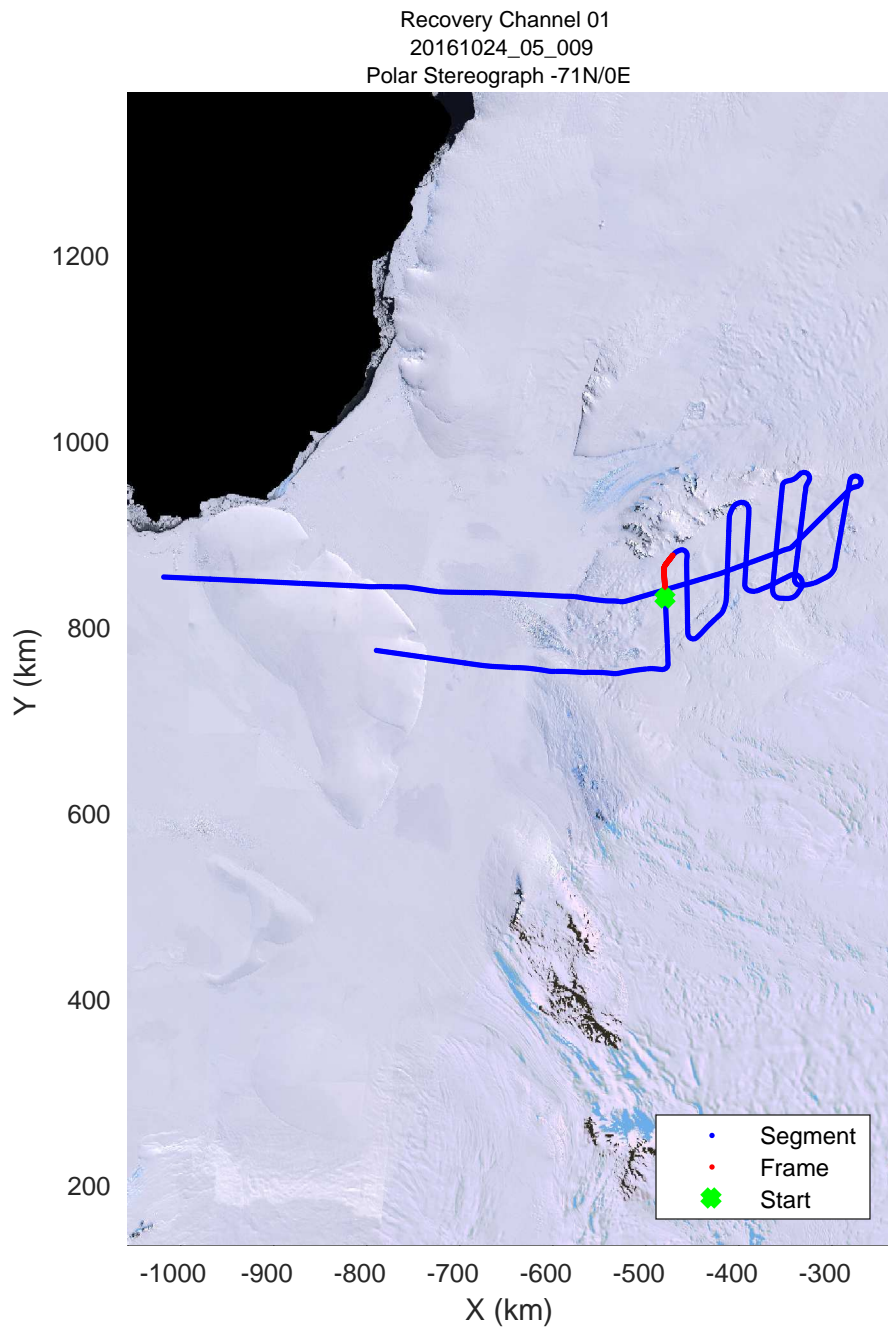 Recovery Channel 01
20161024_05_009
Polar Stereograph -71N/0E
1200
1000
800
600
400
200
Y (km)
Segment
Frame
Start
-1000 -900 -800 -700 -600 -500 -400 -300
X (km)